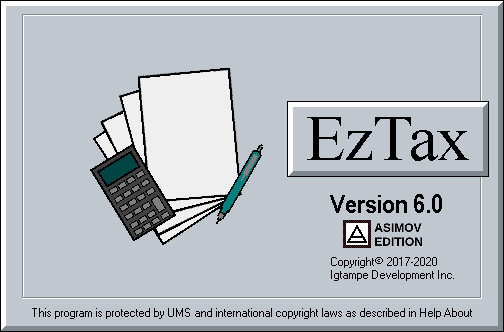 EzTax
Version 6.0
ASIMOV
EDITION
Copyright© 2017-2020
Igtampe Development Inc.
This program is protected by UMS and international copyright laws as described in Help About